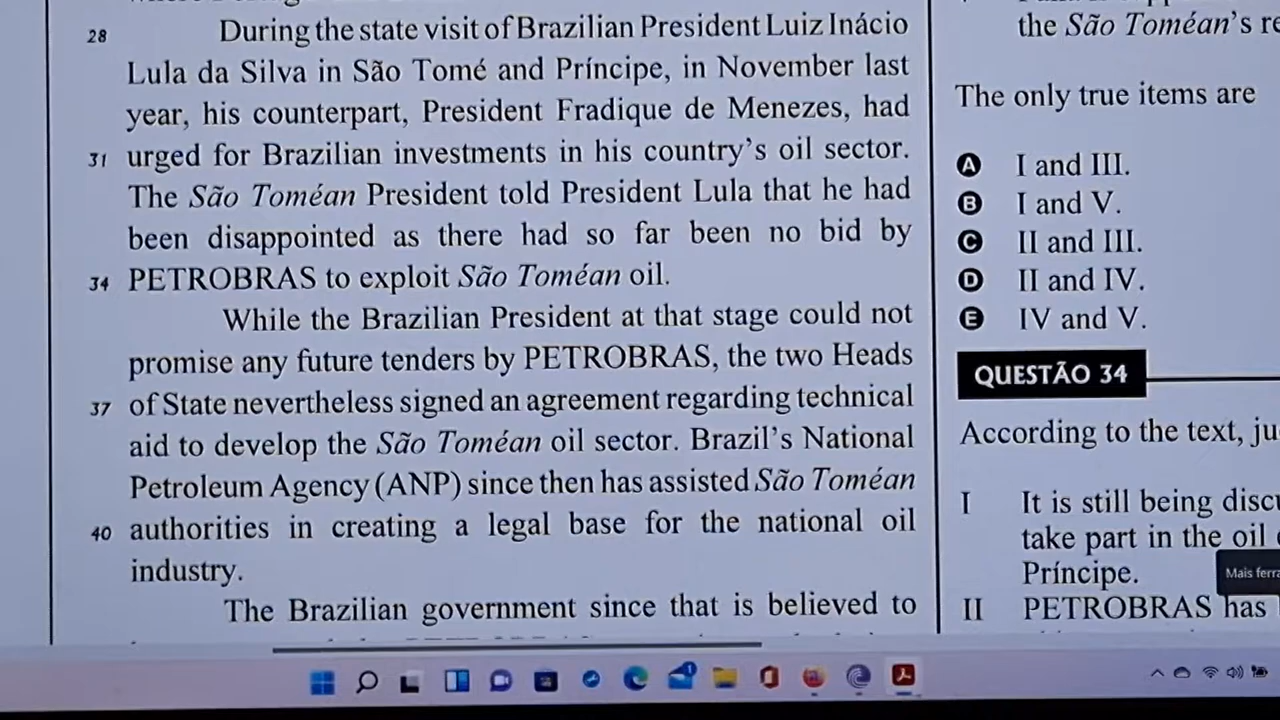 28 During the state visit of Brazilian President Luiz Inácio
Lula da Silva in São Tomé and Príncipe, in November last
year, his counterpart, President Fradique de Menezes, had
31 urged for Brazilian investments in his country's oil sector.
The São Toméan President told President Lula that he had
been disappointed as there had so far been no bid by
34 PETROBRAS to exploit São Toméan oil.
While the Brazilian President at that stage could not
promise any future tenders by PETROBRAS, the two Heads
37 of State nevertheless signed an agreement regarding technical
aid to develop the São Toméan oil sector. Brazil's National
Petroleum Agency (ANP) since then has assisted São Toméan
40 authorities in creating a legal base for the national oil
industry.
The Brazilian government since that is believed to
the São Toméan's re
The only true items are
A I and III.
B I and V.
C II and III.
D II and IV.
E IV and V.
QUESTÃO 34
According to the text, ju
I It is still being discu
take part in the oil
Príncipe.
II PETROBRAS has
Mais ferra